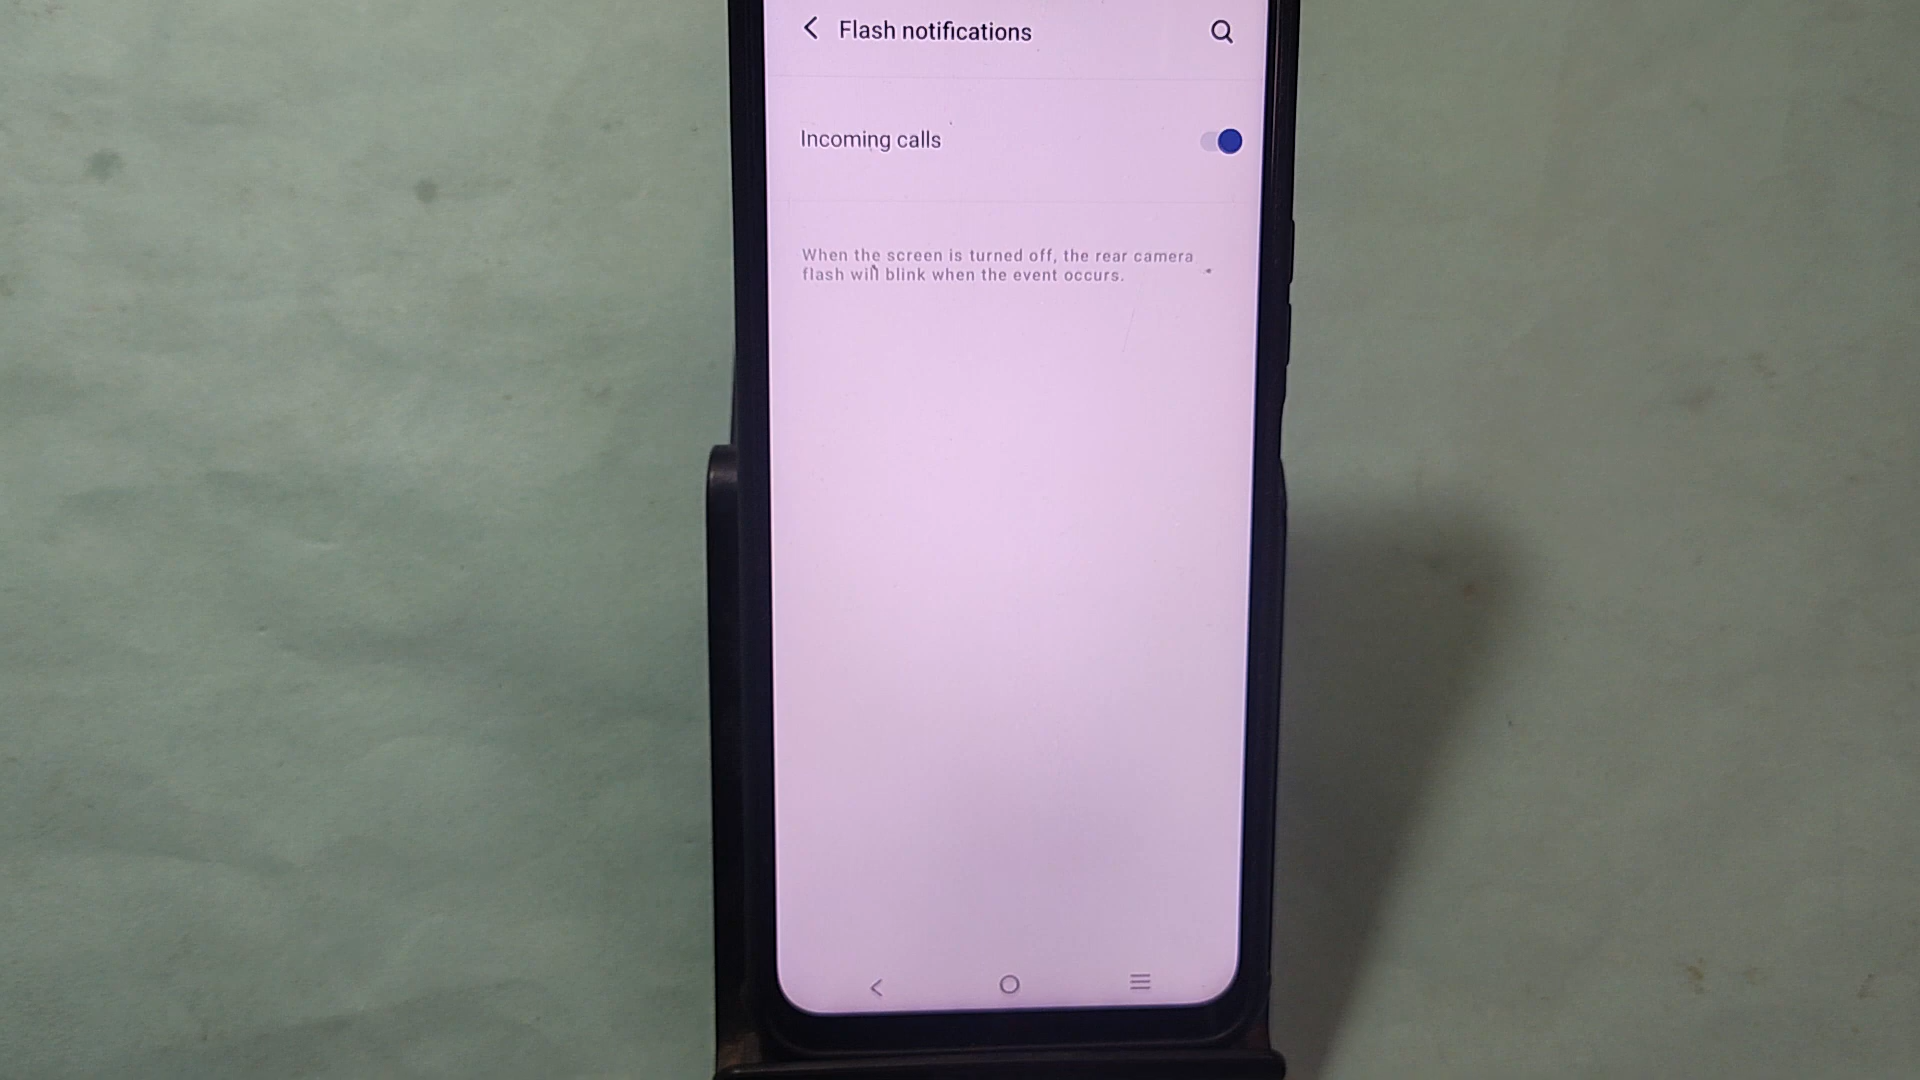 Flash notifications
Incoming calls
When the screen is turned off, the rear camera
flash will blink when the event occurs.